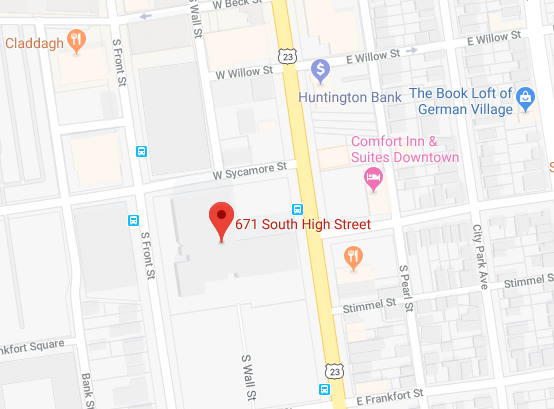 W Beck St
S Wall St
Claddagh
S Front St
23
E Willow St
E Willow St
W Willow St
$
Huntington Bank
The Book Loft of
German Village
Comfort Inn &
Suites Downtown
W Sycamore St
671 South High Street
S Front St
City Park Ave
S Pearl St
Stimmel St
Stimmel S
nkfort Square
S Wall St
23
Bank St
E Frankfort St